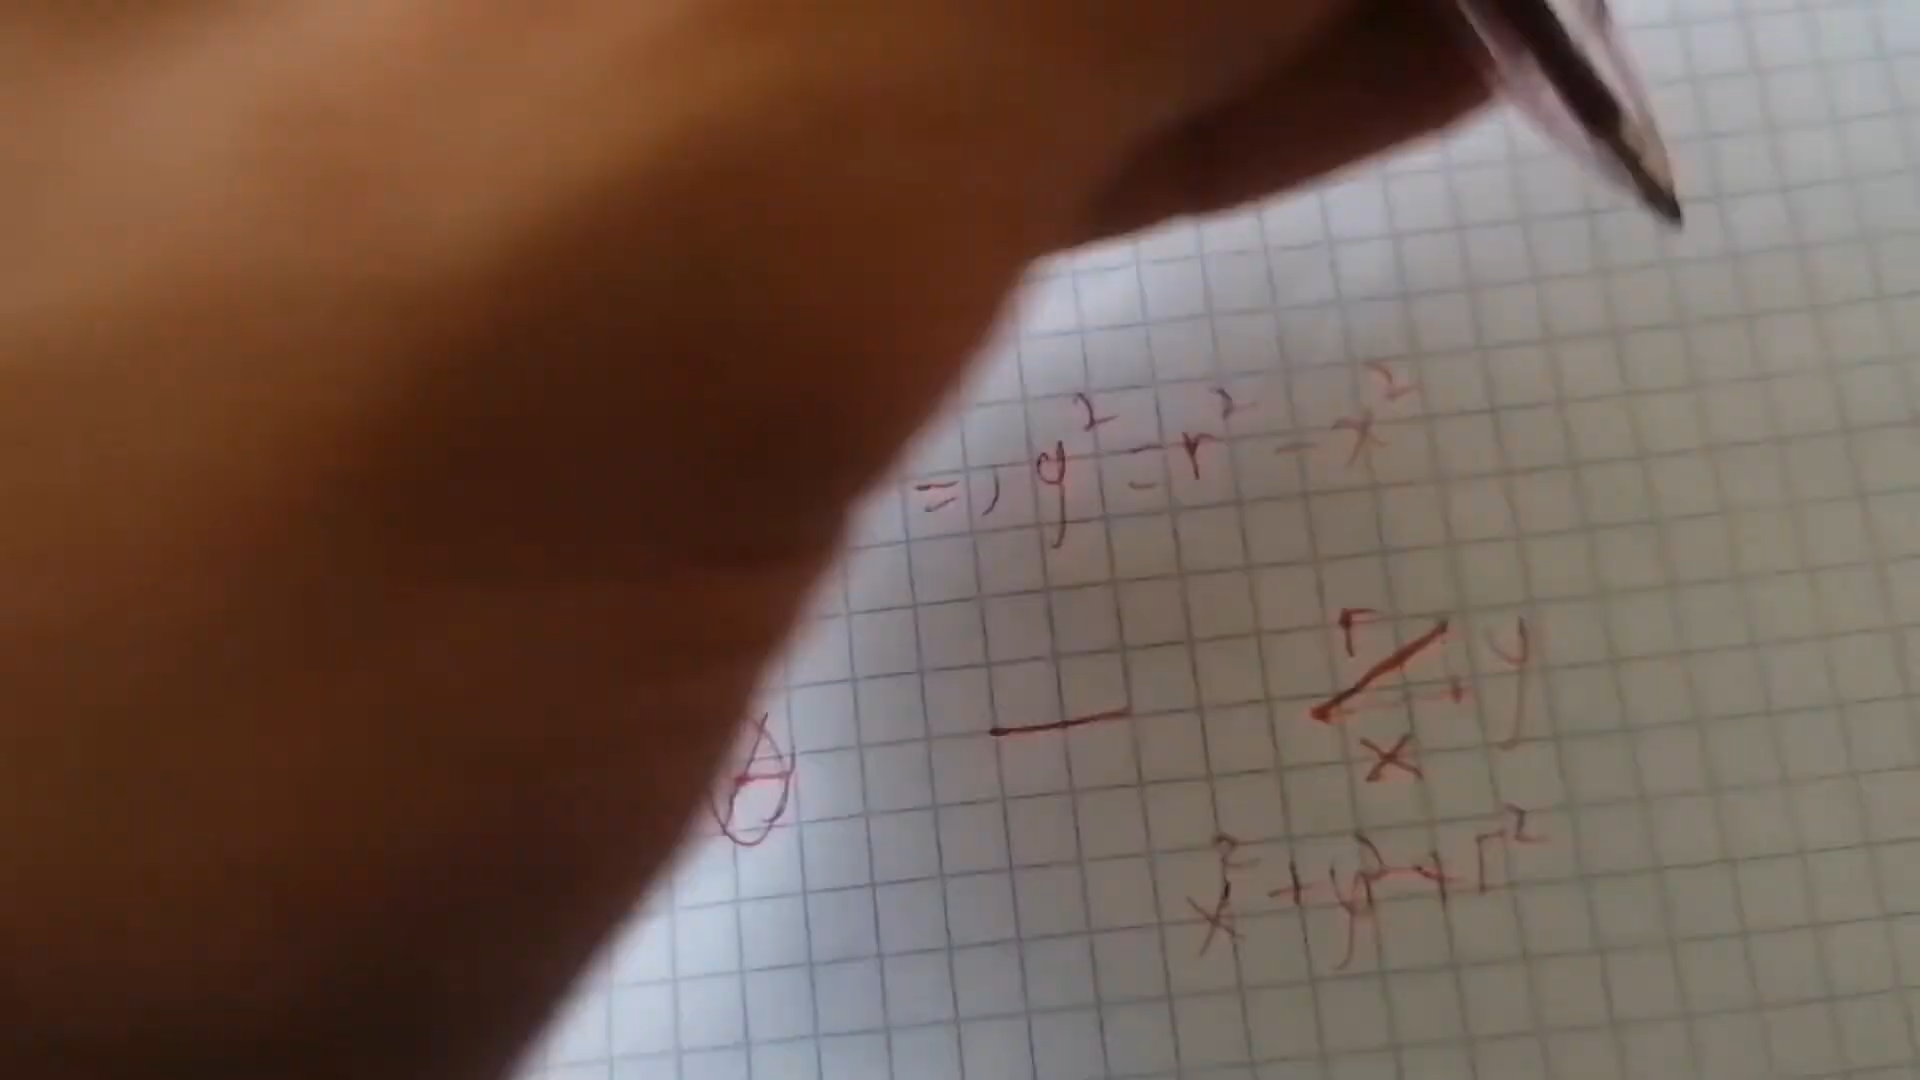 =) y² = r² - x²
r y
θ
x
x² + y² + r²